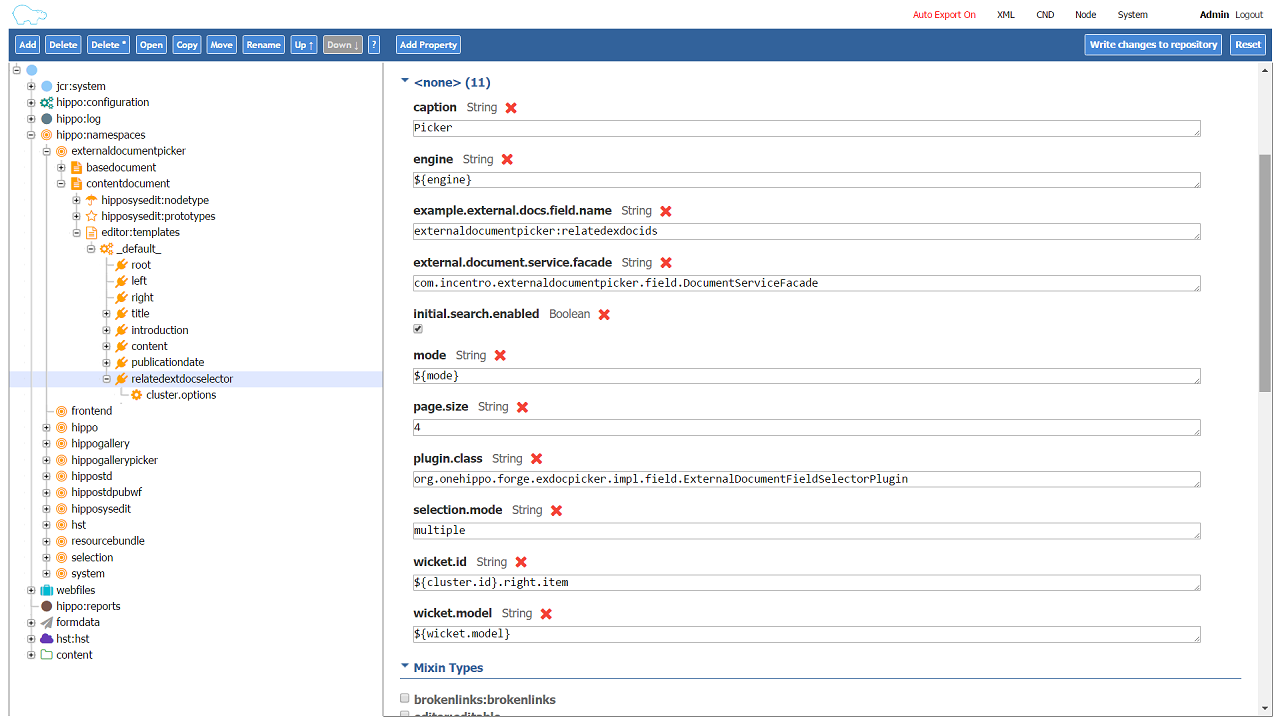 Auto Export On XML CND Node System Admin Logout
Add Delete Delete * Open Copy Move Rename Up ↑ Down ↓ ? Add Property Write changes to repository Reset
jcr:system
hippo:configuration
hippo:log
hippo:namespaces
externaldocumentpicker
basedocument
contentdocument
hipposysedit:nodetype
hipposysedit:prototypes
editor:templates
_default_
root
left
right
title
introduction
content
publicationdate
relatedextdocselector
cluster.options
frontend
hippo
hippogallery
hippogallerypicker
hippostd
hippostdpubwf
hipposysedit
hst
resourcebundle
selection
system
webfiles
hippo:reports
formdata
hst:hst
content
<none> (11)
caption String
Picker
engine String
${engine}
example.external.docs.field.name String
externaldocumentpicker:relatedexdocids
external.document.service.facade String
com.incentro.externaldocumentpicker.field.DocumentServiceFacade
initial.search.enabled Boolean
mode String
${mode}
page.size String
4
plugin.class String
org.onehippo.forge.exdocpicker.impl.field.ExternalDocumentFieldSelectorPlugin
selection.mode String
multiple
wicket.id String
${cluster.id}.right.item
wicket.model String
${wicket.model}
Mixin Types
brokenlinks:brokenlinks
editor:editable